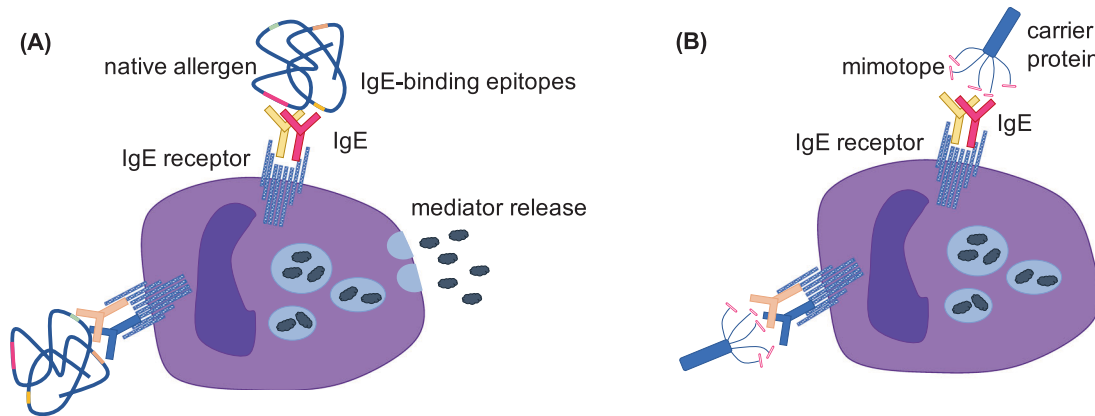 (A)
native allergen
IgE-binding epitopes
IgE receptor
IgE
mediator release
(B)
carrier
protein
mimotope
IgE
IgE receptor